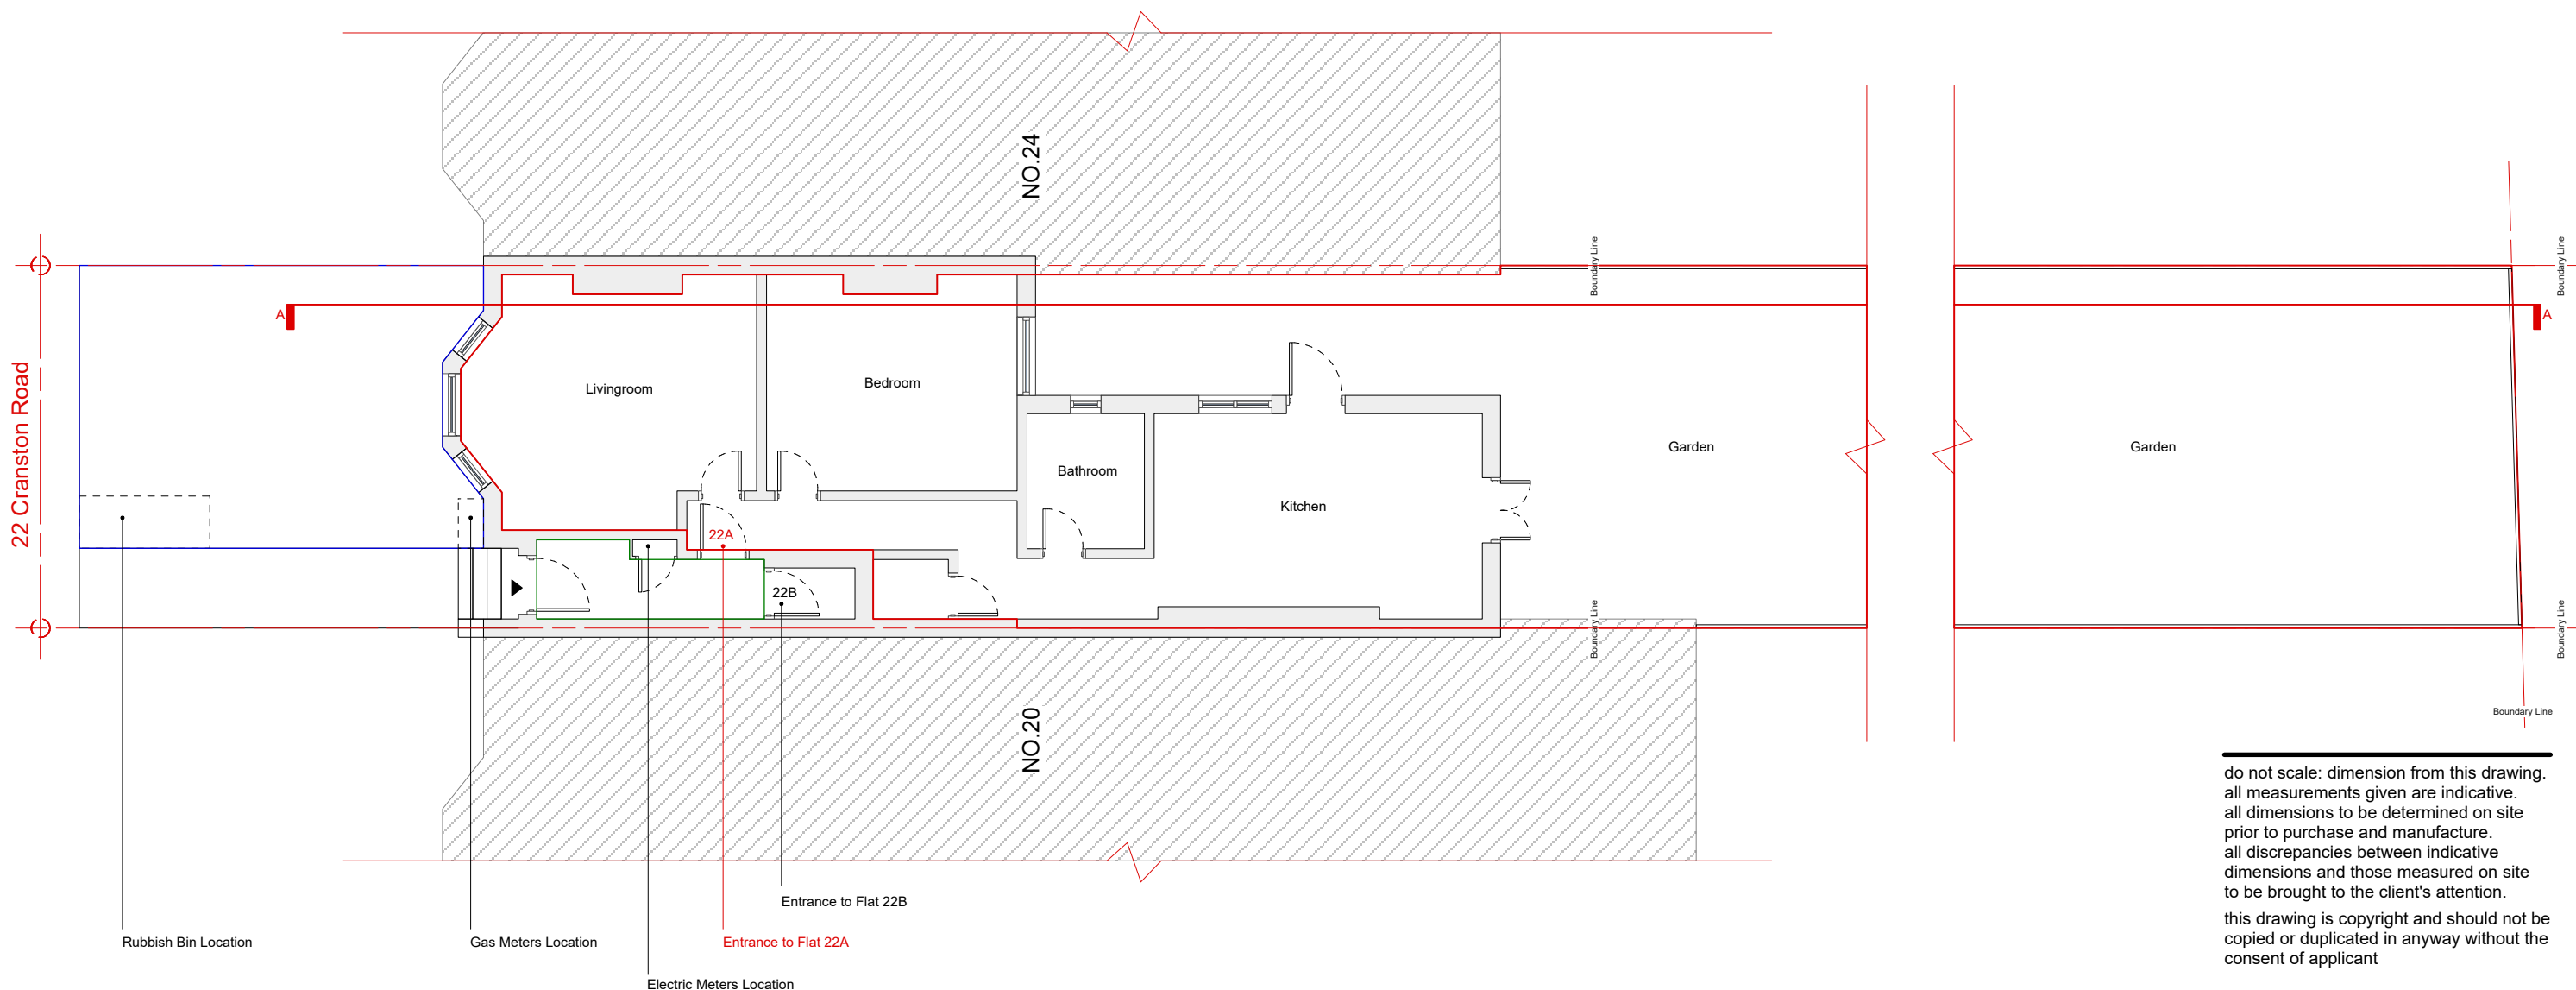 NO.24
Boundary Line
Boundary Line
A
A
22 Cranston Road
Livingroom
Bedroom
Bathroom
Kitchen
Garden
Garden
22A
22B
Boundary Line
Boundary Line
NO.20
Boundary Line
Entrance to Flat 22B
Rubbish Bin Location
Gas Meters Location
Entrance to Flat 22A
Electric Meters Location
do not scale: dimension from this drawing.
all measurements given are indicative.
all dimensions to be determined on site
prior to purchase and manufacture.
all discrepancies between indicative
dimensions and those measured on site
to be brought to the client's attention.
this drawing is copyright and should not be
copied or duplicated in anyway without the
consent of applicant